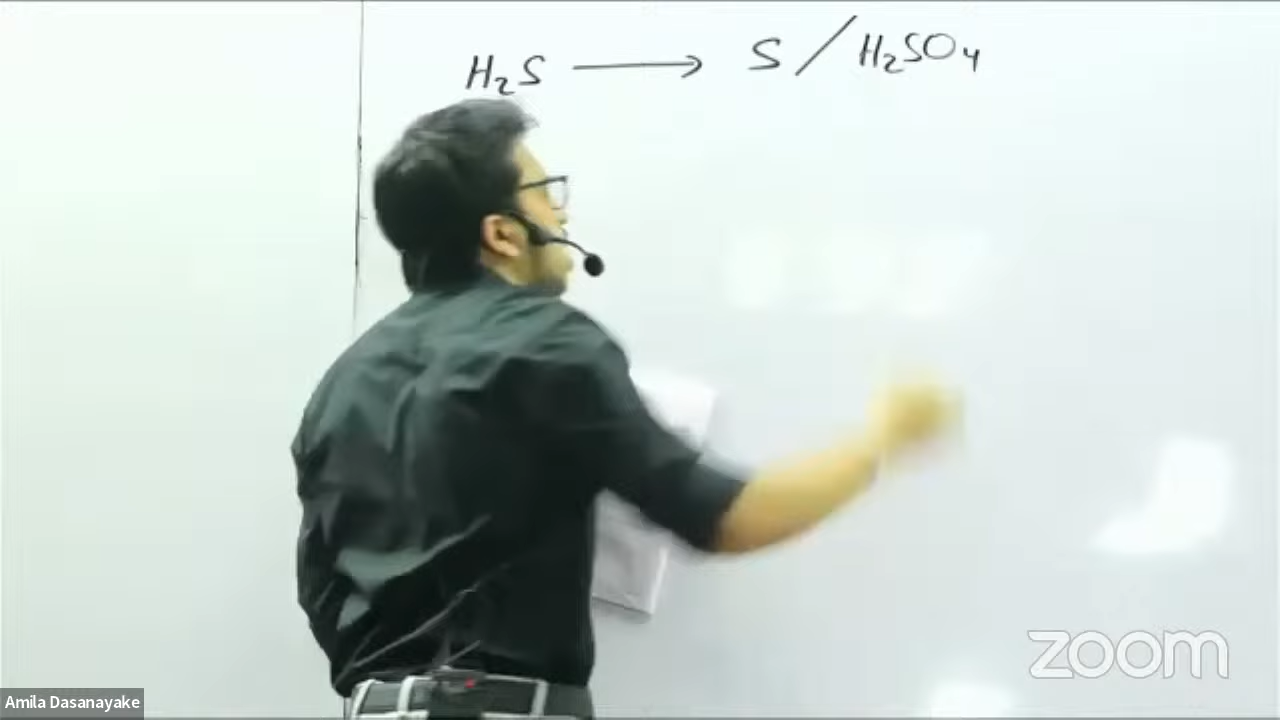 H₂S → S / H₂SO₄
zoom
Amila Dasanayake